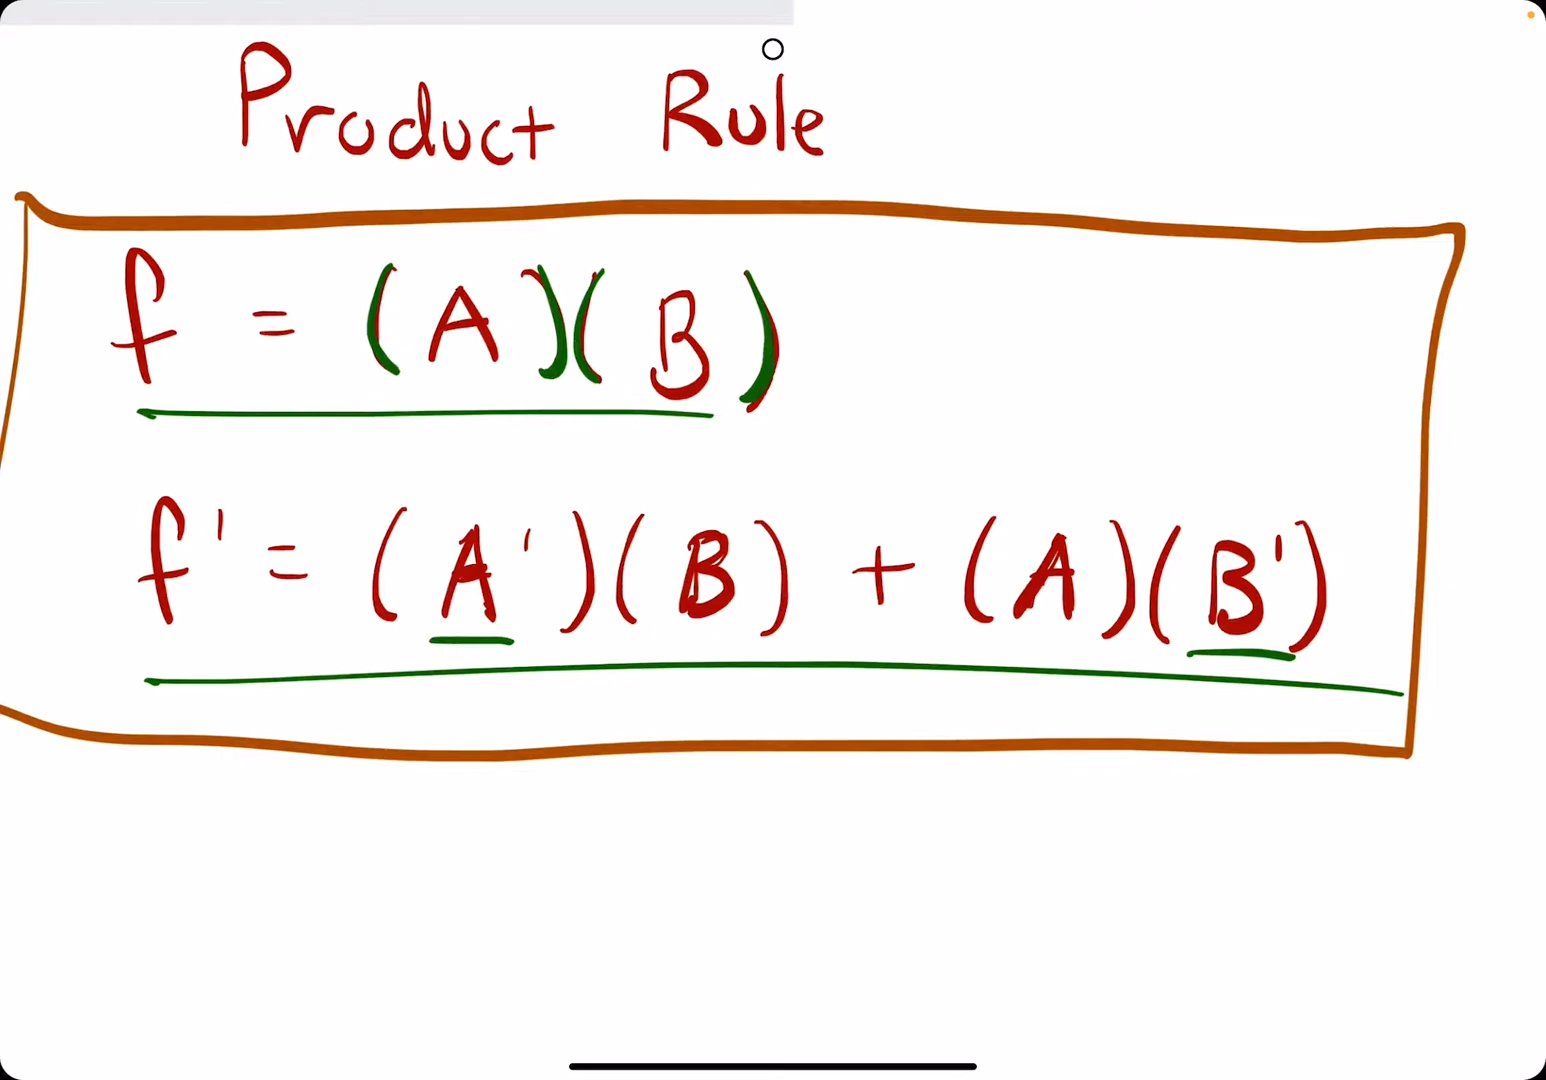 Product Rule
f = (A)(B)
f' = (A')(B) + (A)(B')